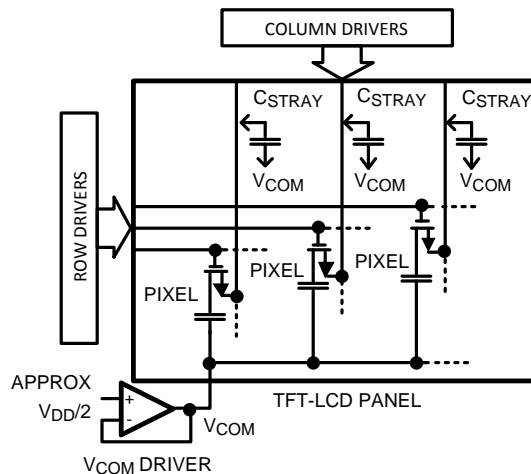 COLUMN DRIVERS
CSTRAY CSTRAY CSTRAY
VCOM VCOM VCOM
ROW DRIVERS
PIXEL PIXEL PIXEL
APPROX
VDD/2
+
-
VCOM
VCOM DRIVER
TFT-LCD PANEL